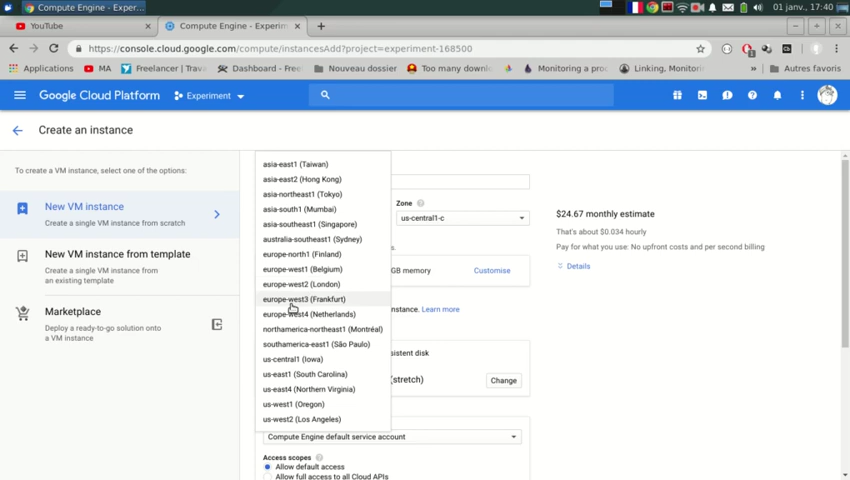 Compute Engine - Exper...
01 janv., 17:40
YouTube
Compute Engine - Experim
https://console.cloud.google.com/compute/instancesAdd?project=experiment-168500
Applications
MA
Freelancer | Trava
Dashboard - Free
Nouveau dossier
Too many downl
Monitoring a pro
Linking, Monitorin
»
Autres favoris
Google Cloud Platform
Experiment
Create an instance
To create a VM instance, select one of the options:
New VM instance
Create a single VM instance from scratch
New VM instance from template
Create a single VM instance from
an existing template
Marketplace
Deploy a ready-to-go solution onto
a VM instance
asia-east1 (Taiwan)
asia-east2 (Hong Kong)
asia-northeast1 (Tokyo)
asia-south1 (Mumbai)
asia-southeast1 (Singapore)
australia-southeast1 (Sydney)
europe-north1 (Finland)
europe-west1 (Belgium)
europe-west2 (London)
europe-west3 (Frankfurt)
europe-west4 (Netherlands)
northamerica-northeast1 (Montréal)
southamerica-east1 (São Paulo)
us-central1 (Iowa)
us-east1 (South Carolina)
us-east4 (Northern Virginia)
us-west1 (Oregon)
us-west2 (Los Angeles)
Zone
us-central1-c
GB memory
Customise
nstance. Learn more
sistent disk
(stretch)
Change
Compute Engine default service account
Access scopes
Allow default access
Allow full access to all Cloud APIs
$24.67 monthly estimate
That's about $0.034 hourly
Pay for what you use: No upfront costs and per second billing
Details